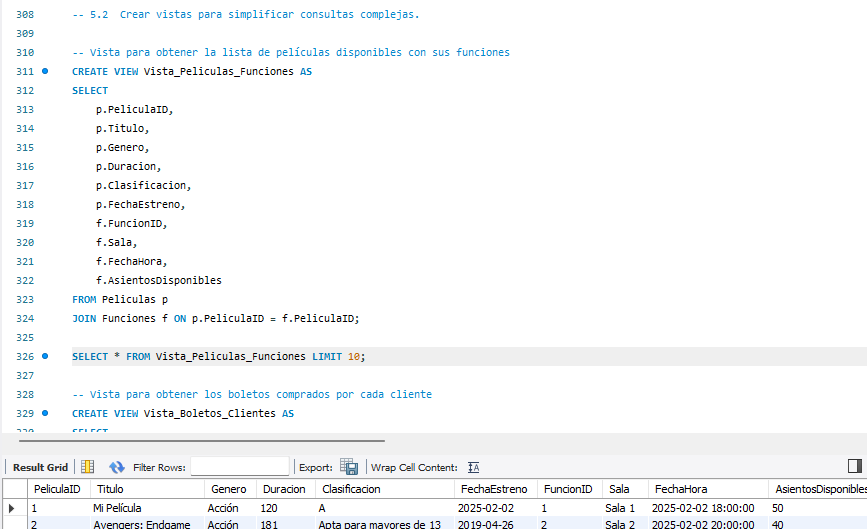 308 -- 5.2  Crear vistas para simplificar consultas complejas.
309
310 -- Vista para obtener la lista de películas disponibles con sus funciones
311 CREATE VIEW Vista_Peliculas_Funciones AS
312 SELECT
313 p.PeliculaID,
314 p.Titulo,
315 p.Genero,
316 p.Duracion,
317 p.Clasificacion,
318 p.FechaEstreno,
319 f.FuncionID,
320 f.Sala,
321 f.FechaHora,
322 f.AsientosDisponibles
323 FROM Peliculas p
324 JOIN Funciones f ON p.PeliculaID = f.PeliculaID;
325
326 SELECT * FROM Vista_Peliculas_Funciones LIMIT 10;
327
328 -- Vista para obtener los boletos comprados por cada cliente
329 CREATE VIEW Vista_Boletos_Clientes AS
330 SELECT
Result Grid Filter Rows: Export: Wrap Cell Content: IA
PeliculaID Titulo Genero Duracion Clasificacion FechaEstreno FuncionID Sala FechaHora AsientosDisponibles
1 Mi Película Acción 120 A 2025-02-02 1 Sala 1 2025-02-02 18:00:00 50
2 Avengers: Endgame Acción 181 Apta para mayores de 13 2019-04-26 2 Sala 2 2025-02-02 20:00:00 40